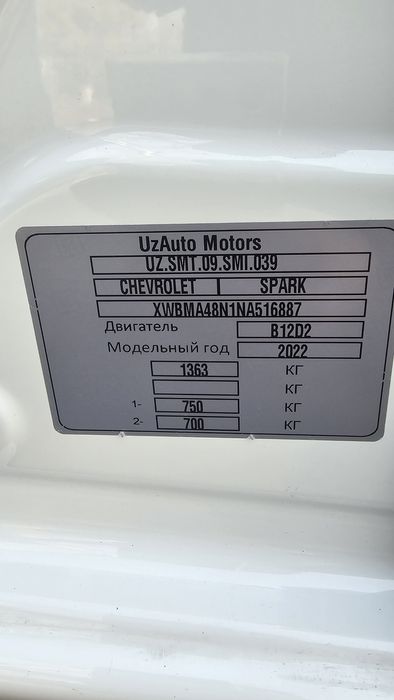 UzAuto Motors
UZ.SMT.09.SMI.039
CHEVROLET SPARK
XWBMA48N1NA516887
Двигатель B12D2
Модельный год 2022
1363 КГ
КГ
1- 750 КГ
2- 700 КГ